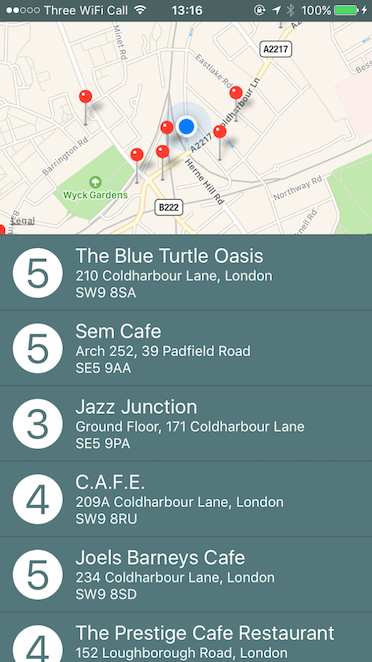 Three WiFi Call 13:16 100%
Minet Rd
A2217
Eastlake Rd
Coldharbour Ln
A2217
Barrington Rd
Herne Hill Rd
Northway Rd
Wyck Gardens
B222
Legal
5
The Blue Turtle Oasis
210 Coldharbour Lane, London
SW9 8SA
5
Sem Cafe
Arch 252, 39 Padfield Road
SE5 9AA
3
Jazz Junction
Ground Floor, 171 Coldharbour Lane
SE5 9PA
4
C.A.F.E.
209A Coldharbour Lane, London
SW9 8RU
5
Joels Barneys Cafe
234 Coldharbour Lane, London
SW9 8SD
4
The Prestige Cafe Restaurant
152 Loughborough Road, London